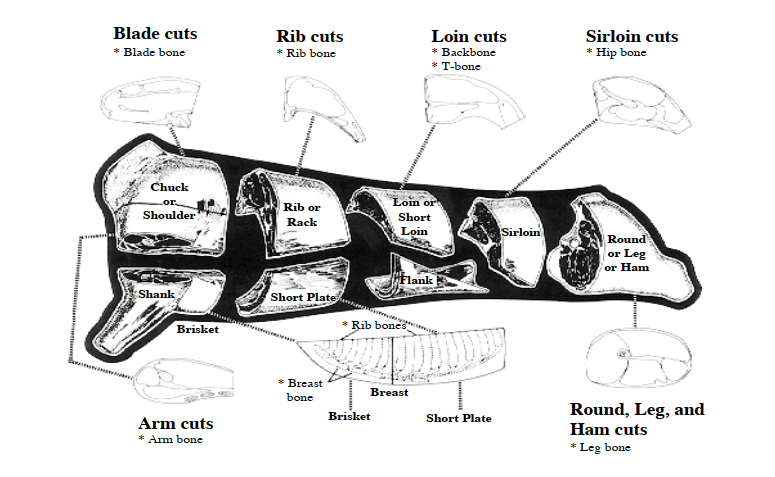 Blade cuts
* Blade bone
Rib cuts
* Rib bone
Loin cuts
* Backbone
* T-bone
Sirloin cuts
* Hip bone
Chuck
or
Shoulder
Rib or
Rack
Loin or
Short
Loin
Sirloin
Round
or Leg
or Ham
Shank
Brisket
Short Plate
Flank
* Rib bones
* Breast
bone
Breast
Brisket
Short Plate
Arm cuts
* Arm bone
Round, Leg, and
Ham cuts
* Leg bone